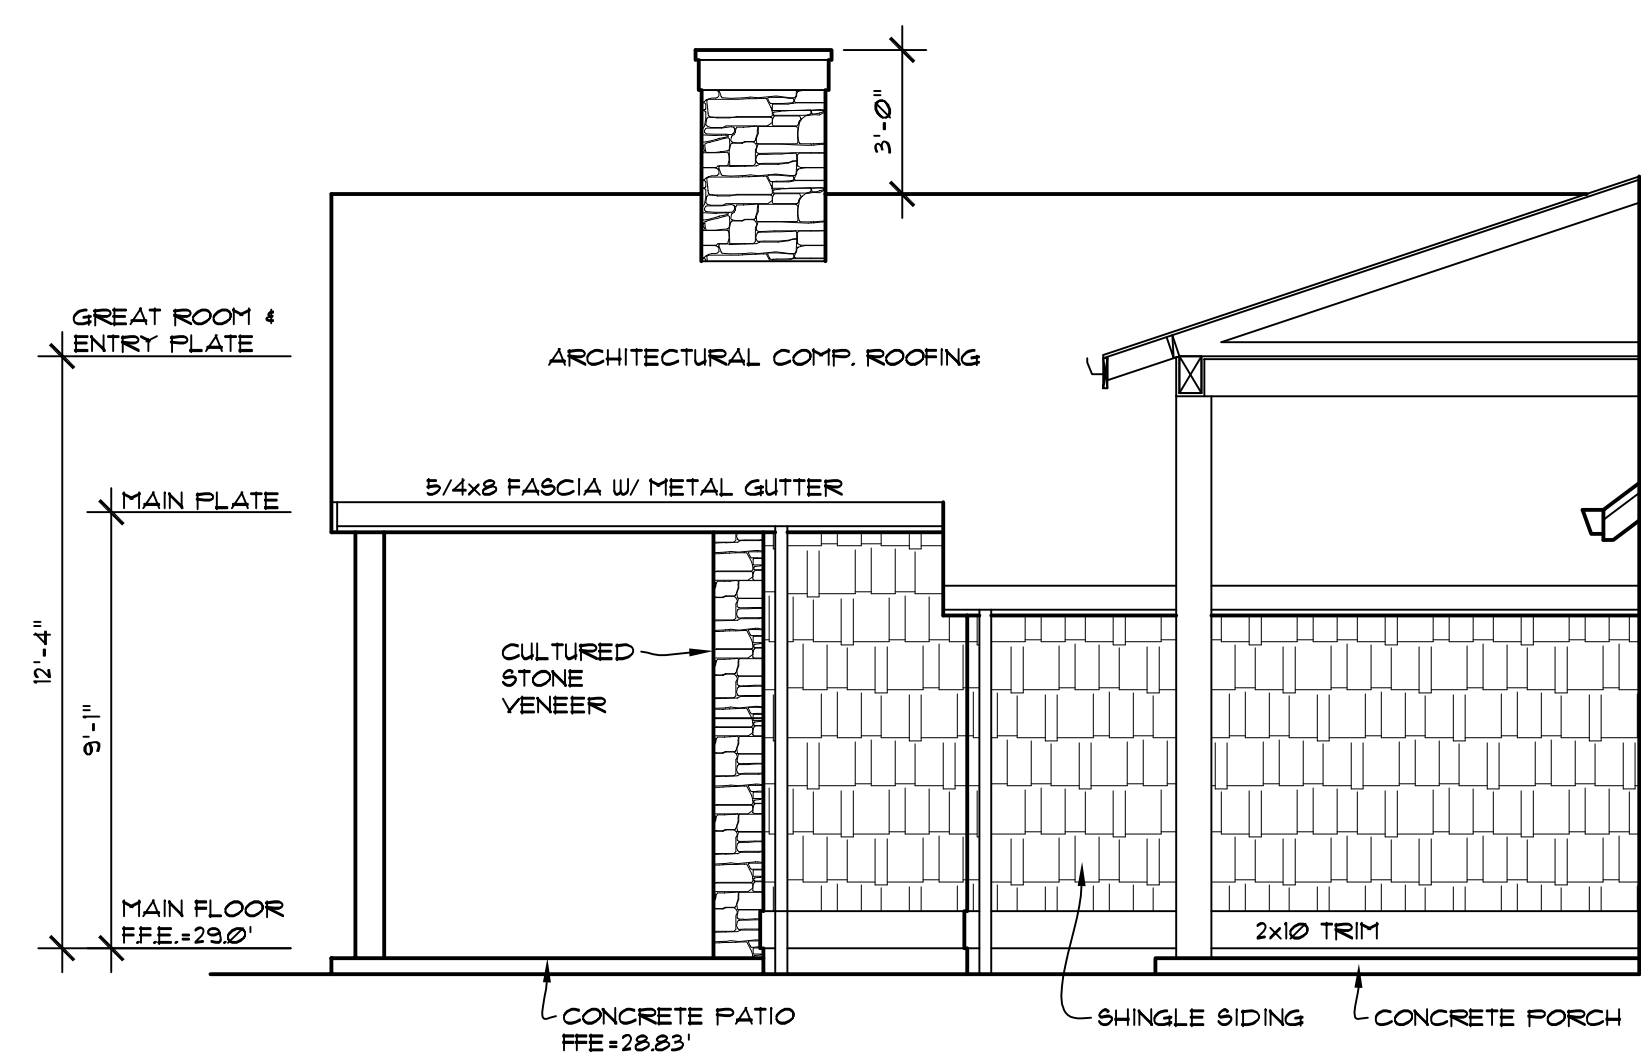 3'-0"
GREAT ROOM &
ENTRY PLATE
ARCHITECTURAL COMP. ROOFING
5/4x8 FASCIA W/ METAL GUTTER
MAIN PLATE
12'-4"
9'-1"
CULTURED
STONE
VENEER
MAIN FLOOR
F.F.E.=29.0'
2x10 TRIM
CONCRETE PATIO
FFE=28.83'
SHINGLE SIDING
CONCRETE PORCH